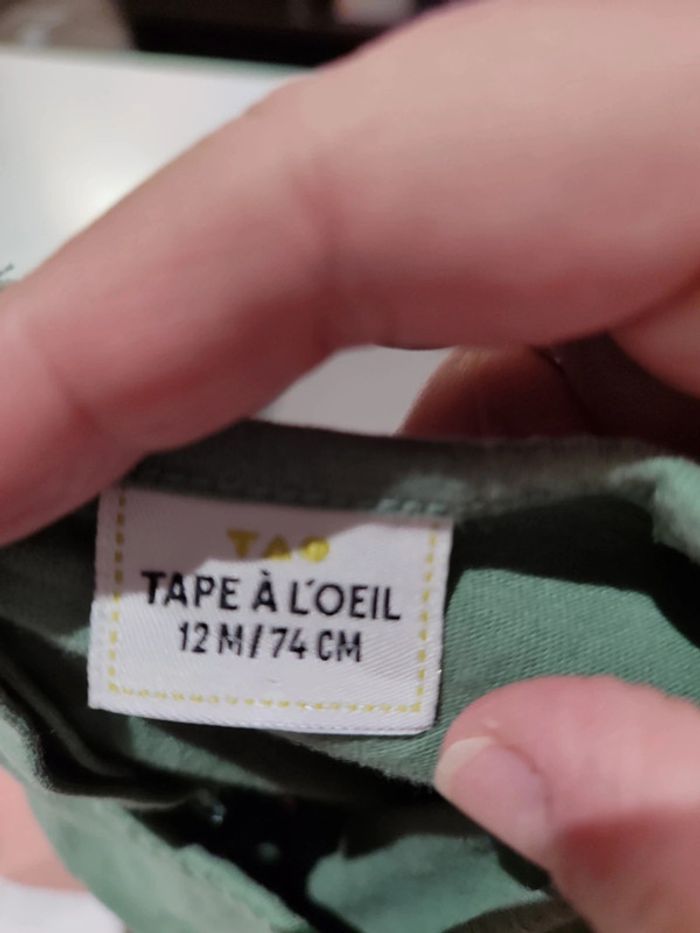 TAO
TAPE À L'OEIL
12 M/74 CM